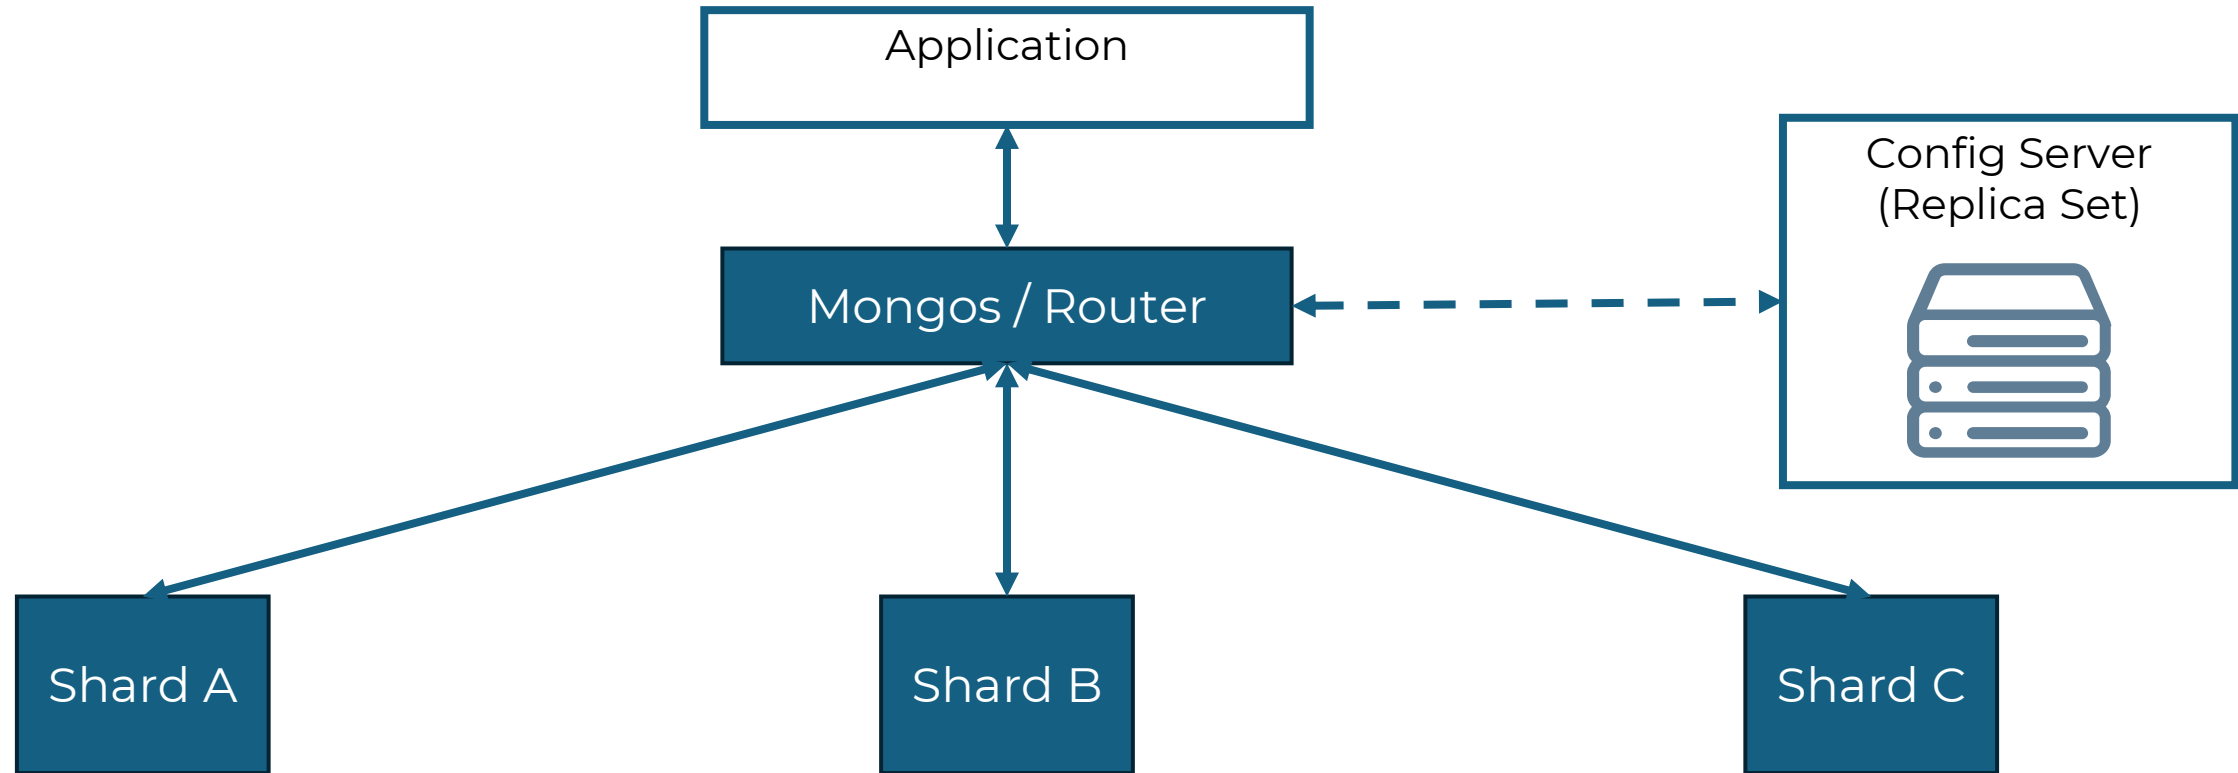 Application
Config Server
(Replica Set)
Mongos / Router
Shard A
Shard B
Shard C